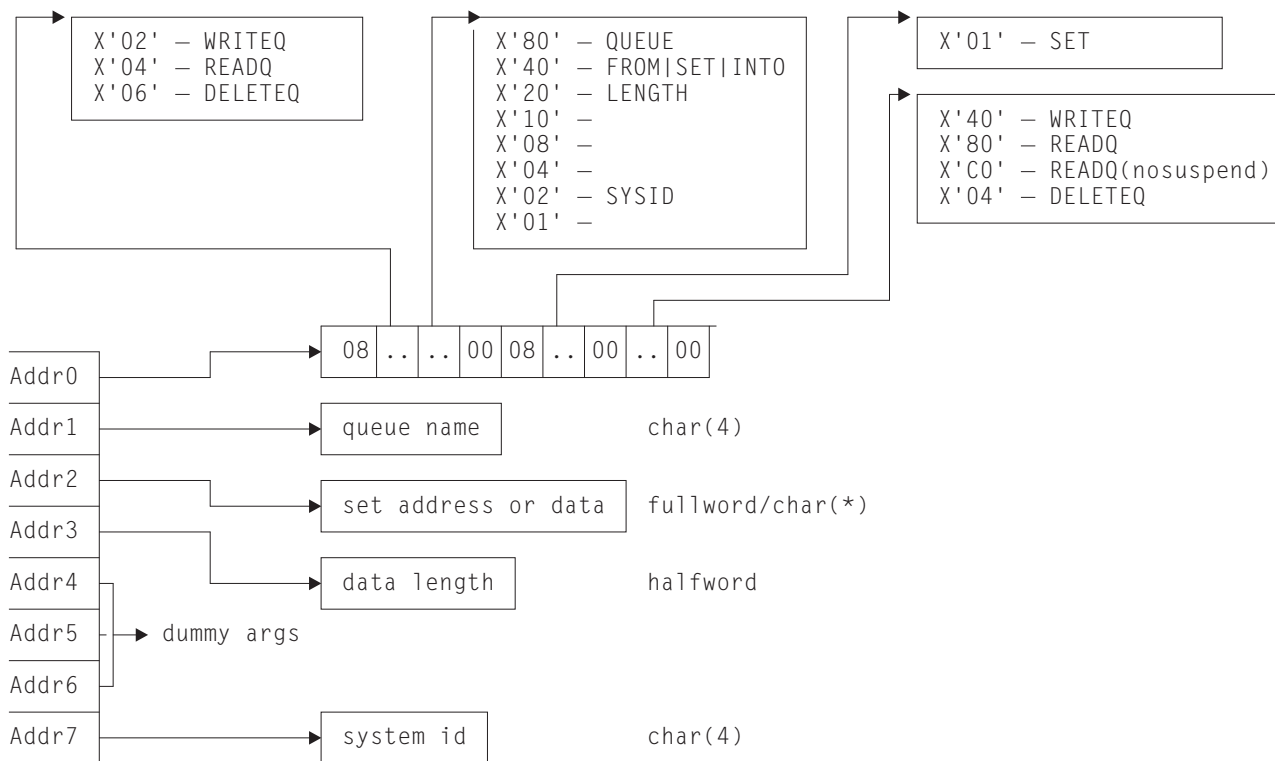 X'02' — WRITEQ
X'04' — READQ
X'06' — DELETEQ
X'80' — QUEUE
X'40' — FROM|SET|INTO
X'20' — LENGTH
X'10' —
X'08' —
X'04' —
X'02' — SYSID
X'01' —
X'01' — SET
X'40' — WRITEQ
X'80' — READQ
X'C0' — READQ(nosuspend)
X'04' — DELETEQ
08 .. .. 00 08 .. 00 .. 00
Addr0
Addr1 queue name char(4)
Addr2
set address or data fullword/char(*)
Addr3
Addr4 data length halfword
Addr5 dummy args
Addr6
Addr7 system id char(4)